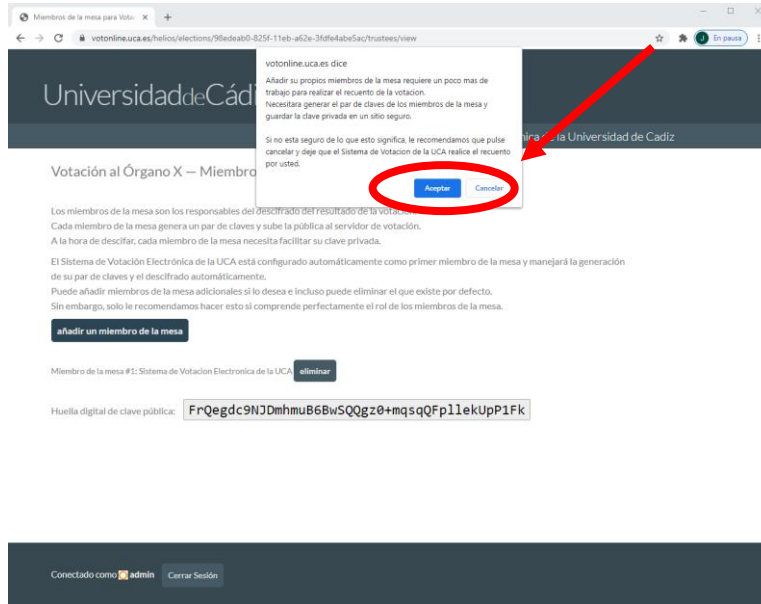 Miembros de la mesa para Vota
votonline.uca.es/helios/elections/98edeab0-825f-11eb-a62e-3fdfe4abe5ac/trustees/view
J En pausa
votonline.uca.es dice
Añadir su propios miembros de la mesa requiere un poco mas de
trabajo para realizar el recuento de la votacion.
Necesitara generar el par de claves de los miembros de la mesa y
guardar la clave privada en un sitio seguro.
Si no esta seguro de lo que esto significa, le recomendamos que pulse
cancelar y deje que el Sistema de Votacion de la UCA realice el recuento
por usted.
Aceptar Cancelar
UniversidaddeCádi
nica de la Universidad de Cadiz
Votación al Órgano X — Miembro
Los miembros de la mesa son los responsables del descifrado del resultado de la votación.
Cada miembro de la mesa genera un par de claves y sube la pública al servidor de votación.
A la hora de descifar, cada miembro de la mesa necesita facilitar su clave privada.
El Sistema de Votación Electrónica de la UCA está configurado automáticamente como primer miembro de la mesa y manejará la generación
de su par de claves y el descifrado automáticamente.
Puede añadir miembros de la mesa adicionales si lo desea e incluso puede eliminar el que existe por defecto.
Sin embargo, solo le recomendamos hacer esto si comprende perfectamente el rol de los miembros de la mesa.
añadir un miembro de la mesa
Miembro de la mesa #1: Sistema de Votacion Electronica de la UCA eliminar
Huella digital de clave pública: FrQegdc9NJDmhmuB6BwSQQgz0+mqsqQFpllekUpP1Fk
Conectado como admin Cerrar Sesión